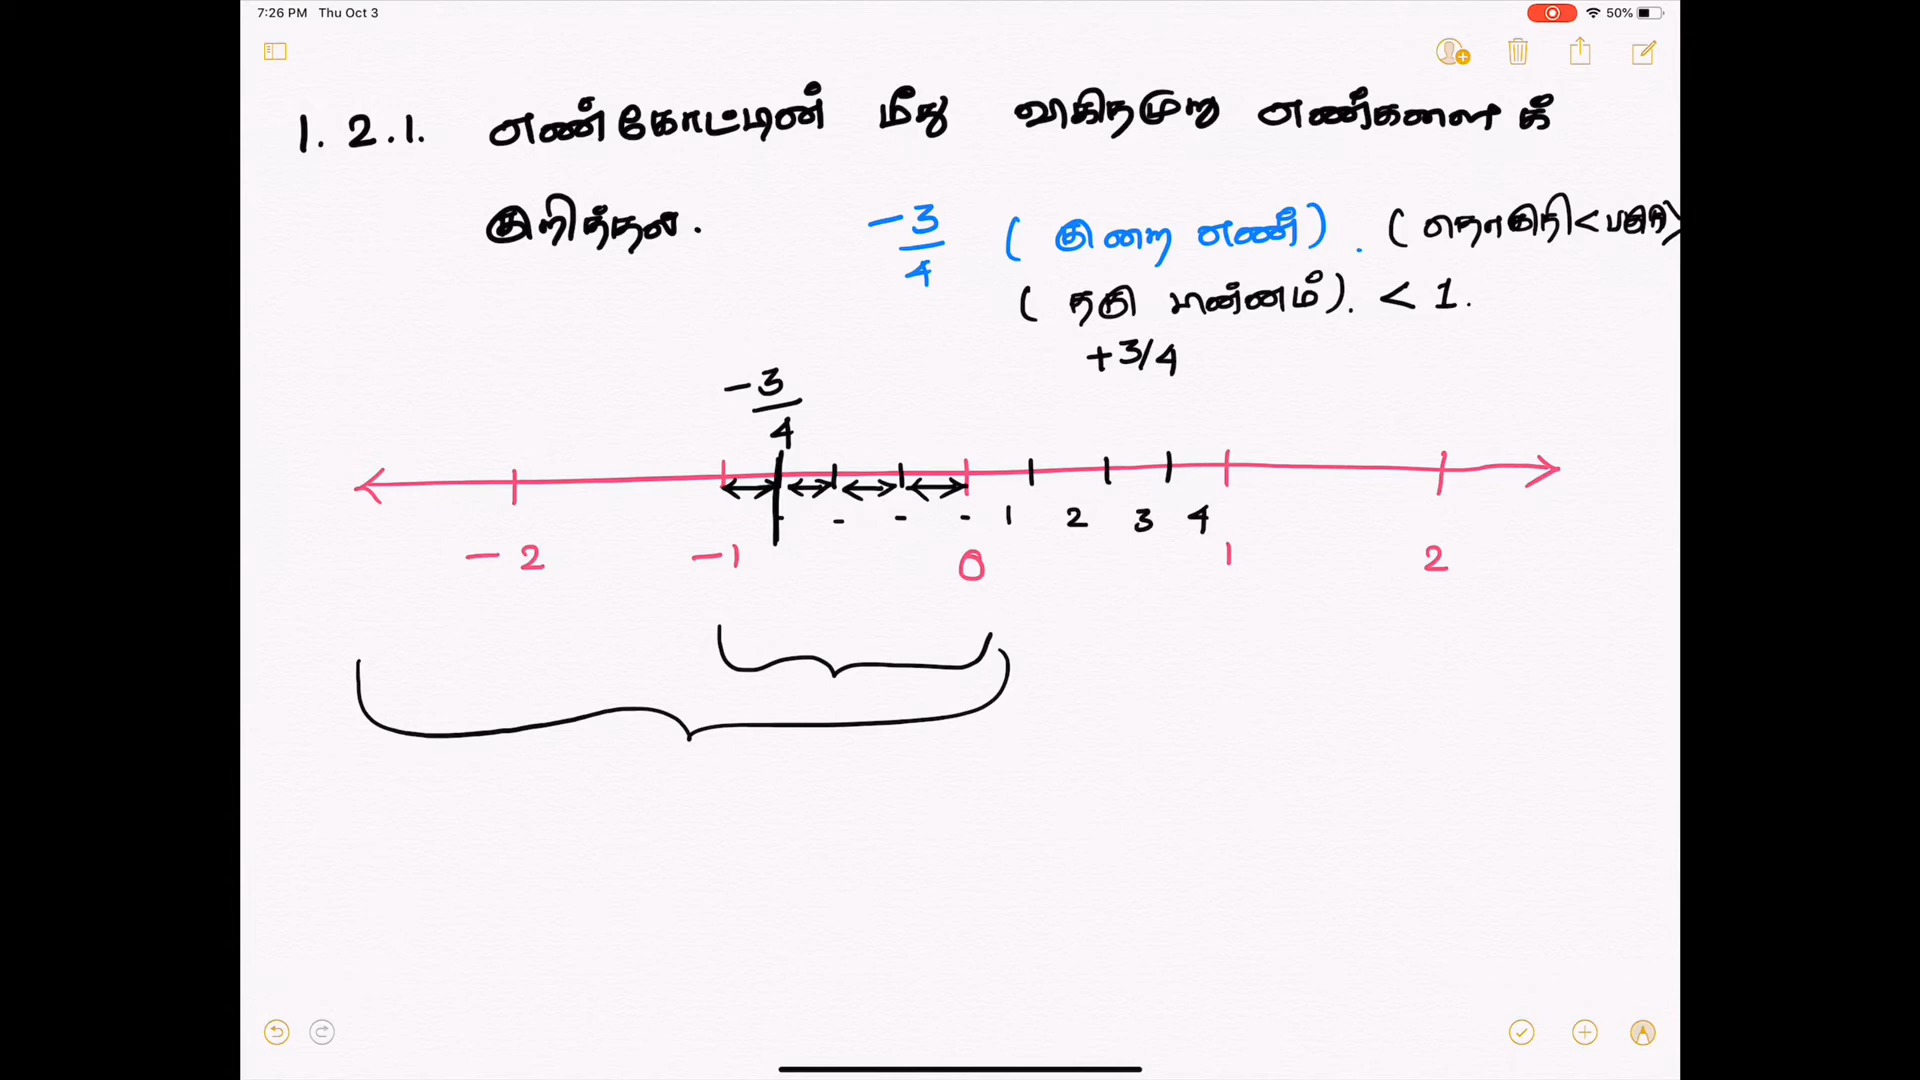 7:26 PM Thu Oct 3
50%
1.2.1. எண்கோட்டின் மீது விகிதமுறு எண்களைக்
குறித்தல்.
-3/4 (குறை எண்). (தொகுதி < பகுதி)
(தகு பின்னம்). < 1.
+3/4
-3/4
- - - - 1 2 3 4
-2 -1 0 1 2